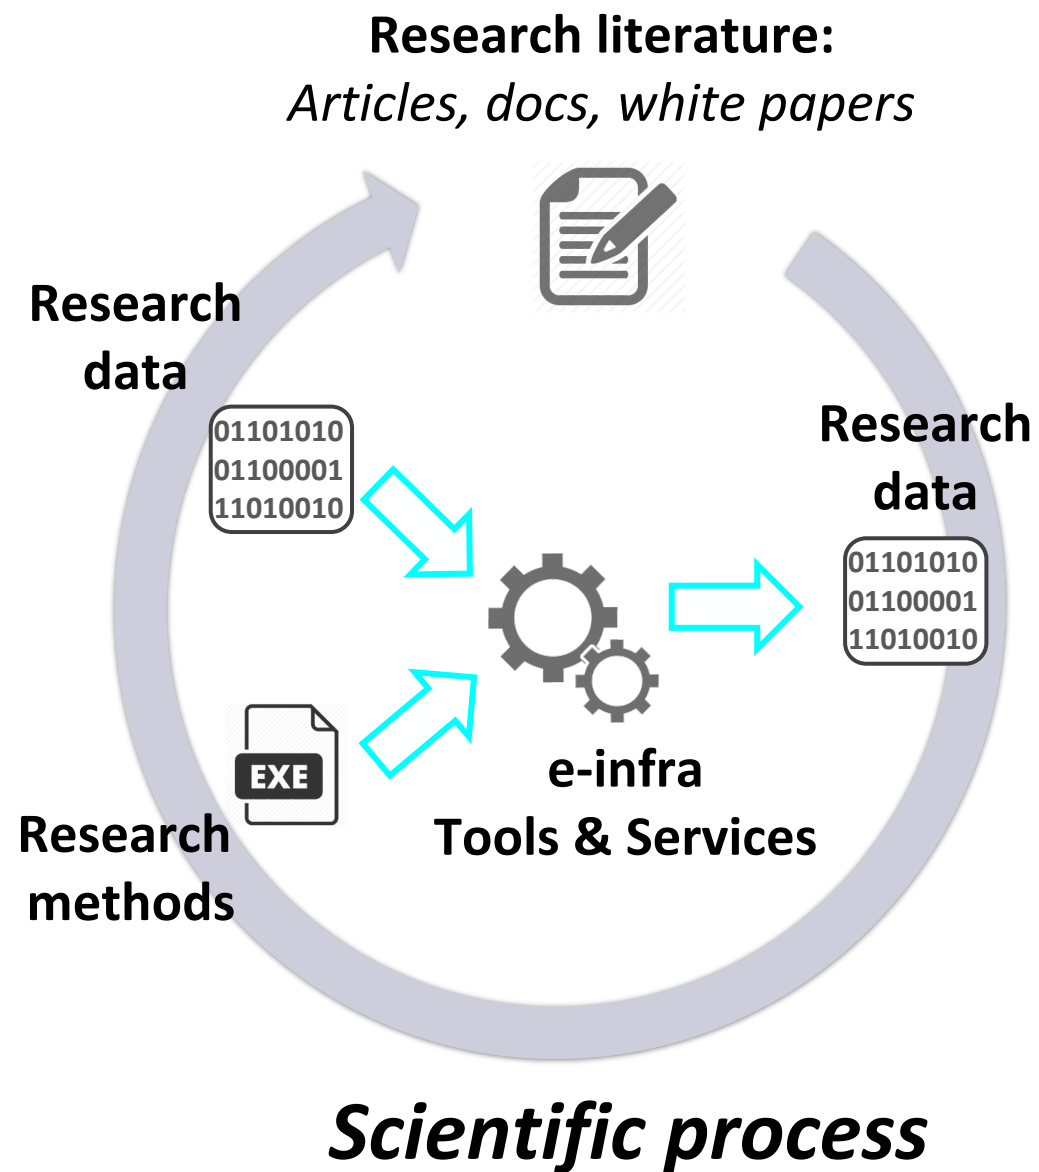 Research literature:
Articles, docs, white papers
Research
data
01101010
01100001
11010010
Research
data
01101010
01100001
11010010
EXE
Research
methods
e-infra
Tools & Services
Scientific process